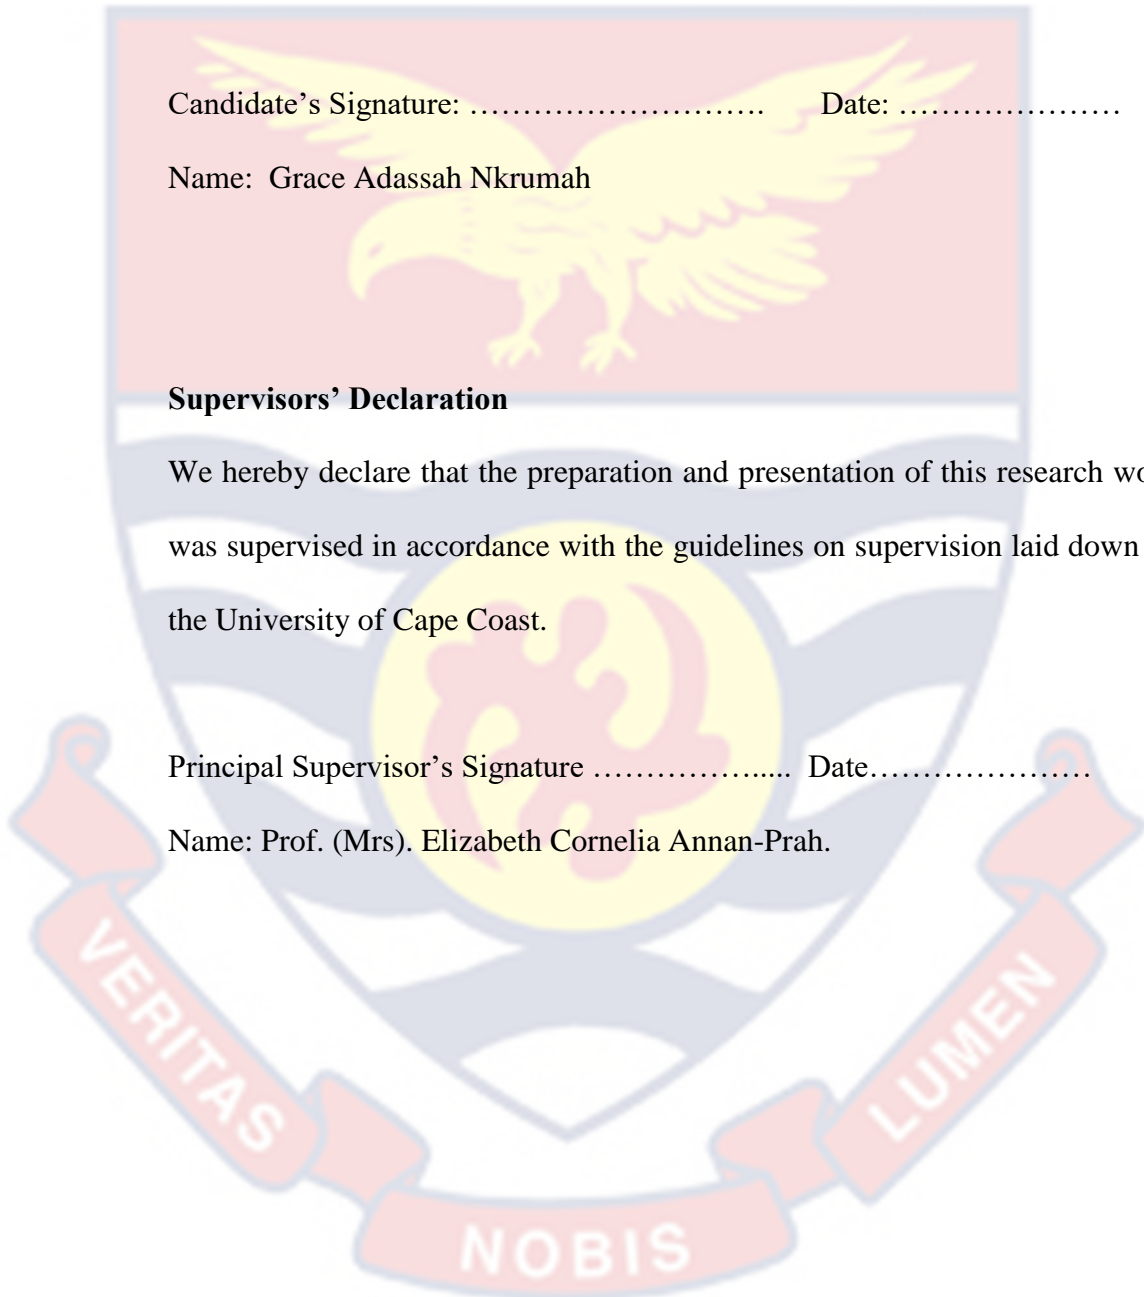 Candidate’s Signature: ………………………. Date: …………………
Name: Grace Adassah Nkrumah
Supervisors’ Declaration
We hereby declare that the preparation and presentation of this research wo
was supervised in accordance with the guidelines on supervision laid down
the University of Cape Coast.
Principal Supervisor’s Signature ……………..... Date…………………
Name: Prof. (Mrs). Elizabeth Cornelia Annan-Prah.
VERITAS
NOBIS
LUMEN